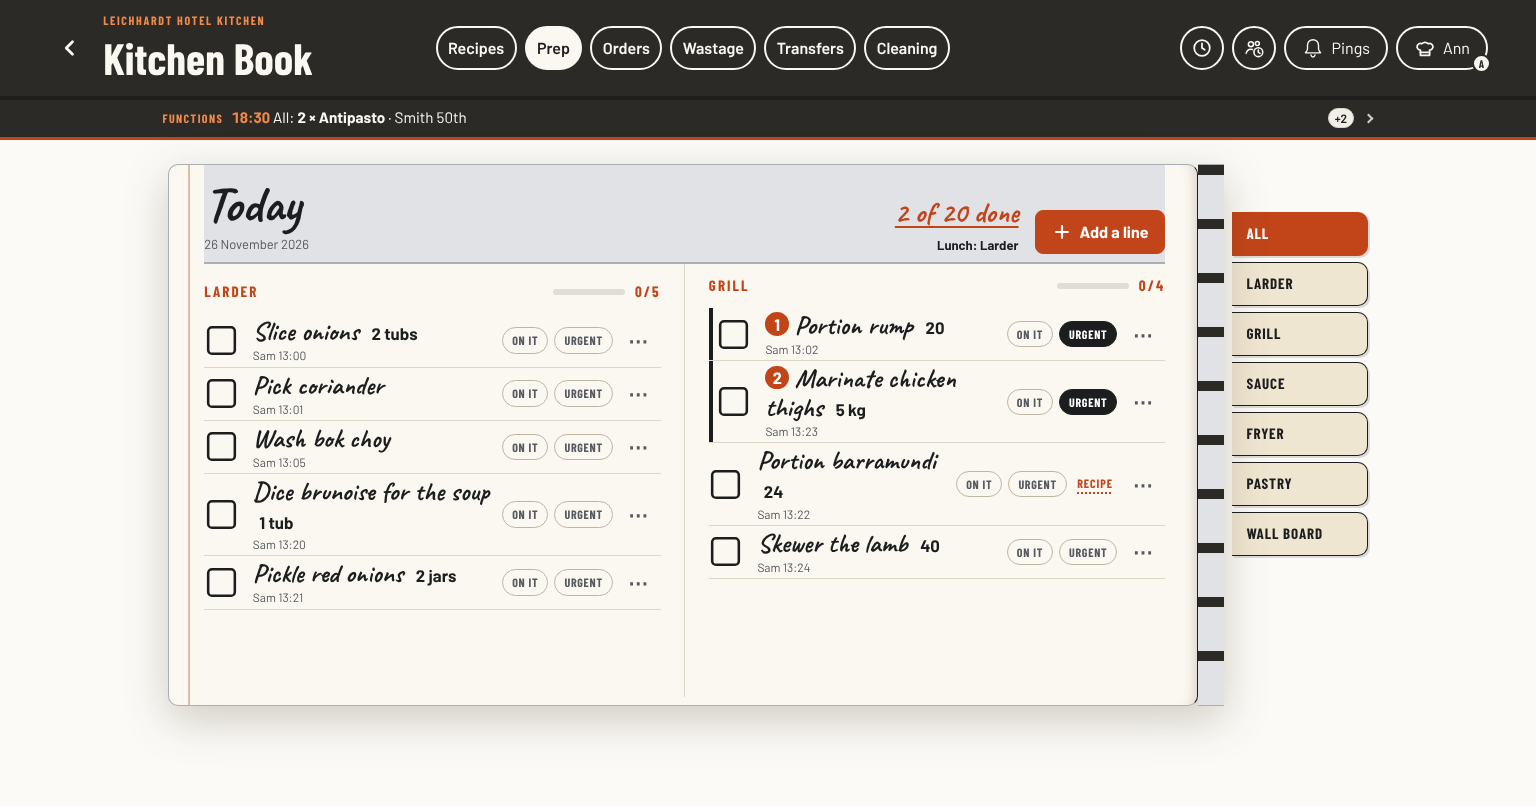 LEICHHARDT HOTEL KITCHEN
Kitchen Book
Recipes
Prep
Orders
Wastage
Transfers
Cleaning
Pings
Ann
A
FUNCTIONS 18:30 All: 2 × Antipasto · Smith 50th
+2
Today
26 November 2026
2 of 20 done
Lunch: Larder
Add a line
LARDER
0/5
Slice onions 2 tubs
Sam 13:00
ON IT URGENT
Pick coriander
Sam 13:01
ON IT URGENT
Wash bok choy
Sam 13:05
ON IT URGENT
Dice brunoise for the soup
1 tub
Sam 13:20
ON IT URGENT
Pickle red onions 2 jars
Sam 13:21
ON IT URGENT
GRILL
0/4
1 Portion rump 20
Sam 13:02
ON IT URGENT
2 Marinate chicken
thighs 5 kg
Sam 13:23
ON IT URGENT
Portion barramundi
24
Sam 13:22
ON IT URGENT RECIPE
Skewer the lamb 40
Sam 13:24
ON IT URGENT
ALL
LARDER
GRILL
SAUCE
FRYER
PASTRY
WALL BOARD